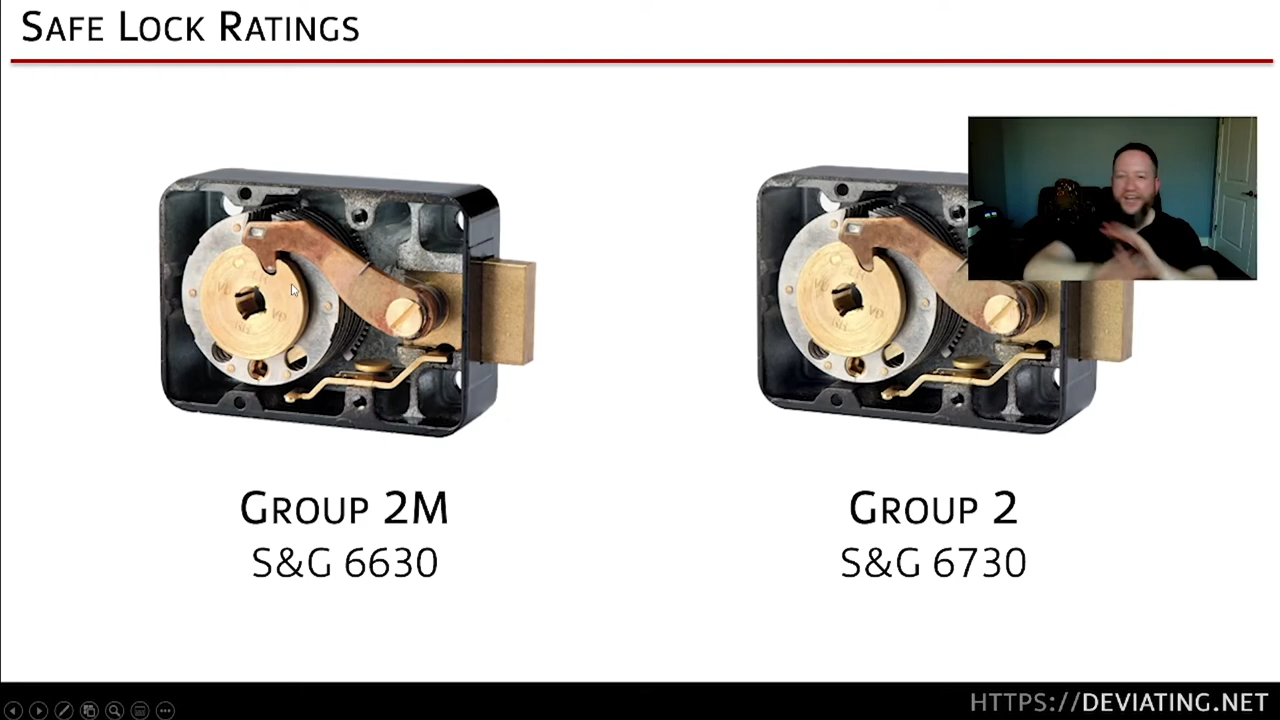 SAFE LOCK RATINGS
GROUP 2M
S&G 6630
GROUP 2
S&G 6730
HTTPS://DEVIATING.NET